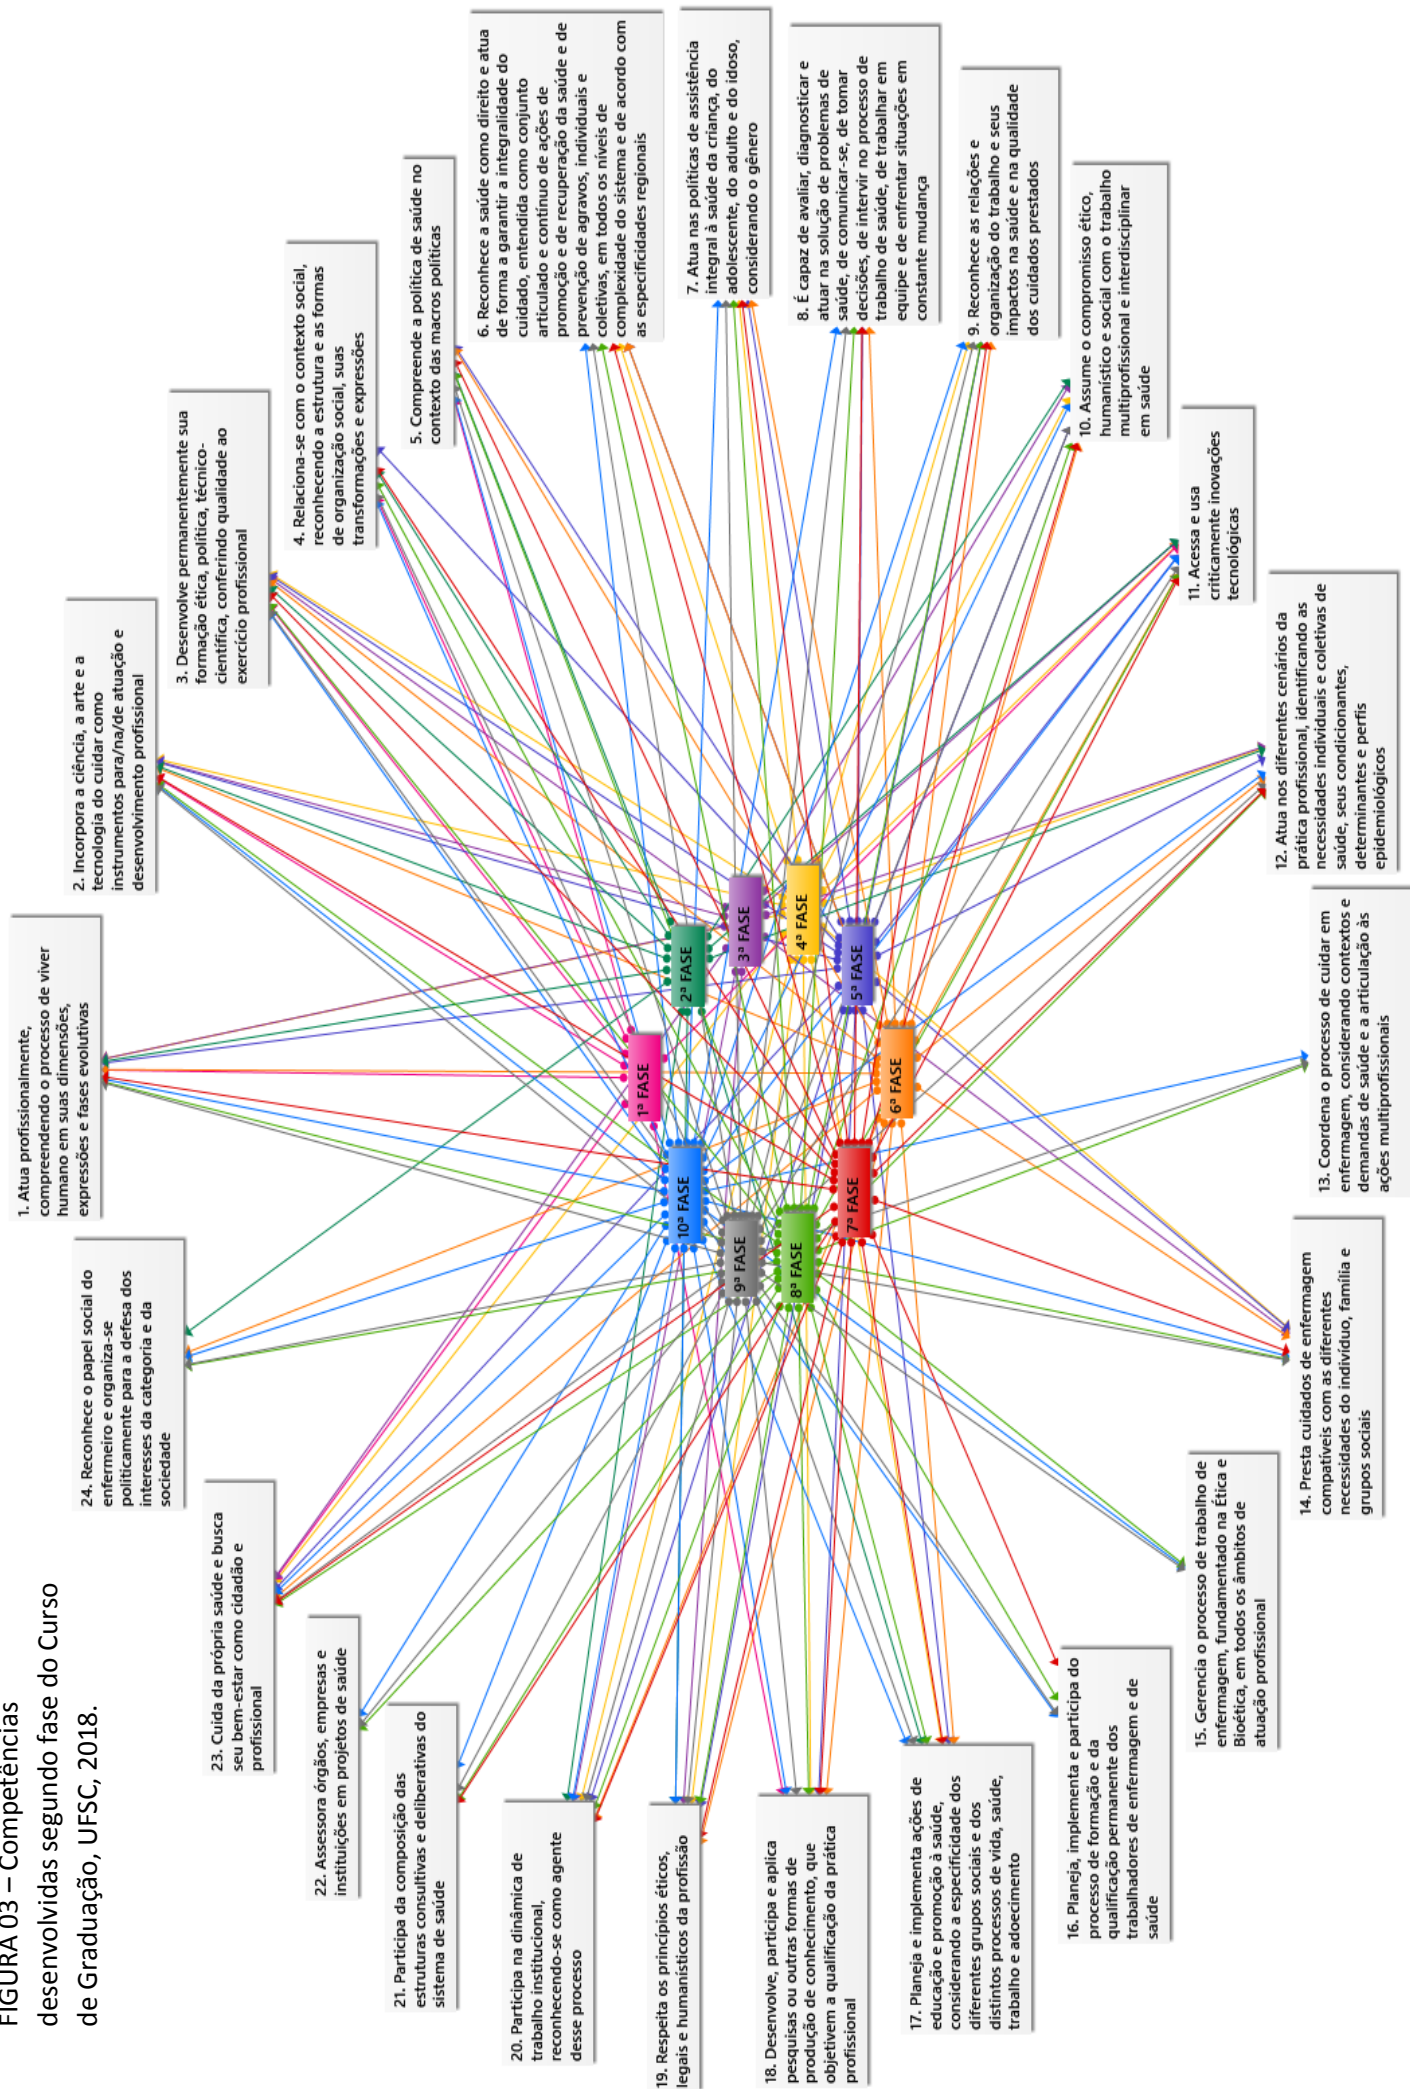 FIGURA 03 – Competências
desenvolvidas segundo fase do Curso
de Graduação, UFSC, 2018.
1. Atua profissionalmente,
compreendendo o processo de viver
humano em suas dimensões,
expressões e fases evolutivas
2. Incorpora a ciência, a arte e a
tecnologia do cuidar como
instrumentos para/na/de atuação e
desenvolvimento profissional
3. Desenvolve permanentemente sua
formação ética, política, técnico-
científica, conferindo qualidade ao
exercício profissional
4. Relaciona-se com o contexto social,
reconhecendo a estrutura e as formas
de organização social, suas
transformações e expressões
5. Compreende a política de saúde no
contexto das macros políticas
6. Reconhece a saúde como direito e atua
de forma a garantir a integralidade do
cuidado, entendida como conjunto
articulado e contínuo de ações de
promoção e de recuperação da saúde e de
prevenção de agravos, individuais e
coletivas, em todos os níveis de
complexidade do sistema e de acordo com
as especificidades regionais
7. Atua nas políticas de assistência
integral à saúde da criança, do
adolescente, do adulto e do idoso,
considerando o gênero
8. É capaz de avaliar, diagnosticar e
atuar na solução de problemas de
saúde, de comunicar-se, de tomar
decisões, de intervir no processo de
trabalho de saúde, de trabalhar em
equipe e de enfrentar situações em
constante mudança
9. Reconhece as relações e
organização do trabalho e seus
impactos na saúde e na qualidade
dos cuidados prestados
10. Assume o compromisso ético,
humanístico e social com o trabalho
multiprofissional e interdisciplinar
em saúde
11. Acessa e usa
criticamente inovações
tecnológicas
12. Atua nos diferentes cenários da
prática profissional, identificando as
necessidades individuais e coletivas de
saúde, seus condicionantes,
determinantes e perfis
epidemiológicos
13. Coordena o processo de cuidar em
enfermagem, considerando contextos e
demandas de saúde e a articulação às
ações multiprofissionais
14. Presta cuidados de enfermagem
compatíveis com as diferentes
necessidades do indivíduo, família e
grupos sociais
15. Gerencia o processo de trabalho de
enfermagem, fundamentado na Ética e
Bioética, em todos os âmbitos de
atuação profissional
16. Planeja, implementa e participa do
processo de formação e da
qualificação permanente dos
trabalhadores de enfermagem e de
saúde
17. Planeja e implementa ações de
educação e promoção à saúde,
considerando a especificidade dos
diferentes grupos sociais e dos
distintos processos de vida, saúde,
trabalho e adoecimento
18. Desenvolve, participa e aplica
pesquisas ou outras formas de
produção de conhecimento, que
objetivem a qualificação da prática
profissional
19. Respeita os princípios éticos,
legais e humanísticos da profissão
20. Participa na dinâmica de
trabalho institucional,
reconhecendo-se como agente
desse processo
21. Participa da composição das
estruturas consultivas e deliberativas do
sistema de saúde
22. Assessora órgãos, empresas e
instituições em projetos de saúde
23. Cuida da própria saúde e busca
seu bem-estar como cidadão e
profissional
24. Reconhece o papel social do
enfermeiro e organiza-se
politicamente para a defesa dos
interesses da categoria e da
sociedade
1ª FASE
2ª FASE
3ª FASE
4ª FASE
5ª FASE
6ª FASE
7ª FASE
8ª FASE
9ª FASE
10ª FASE